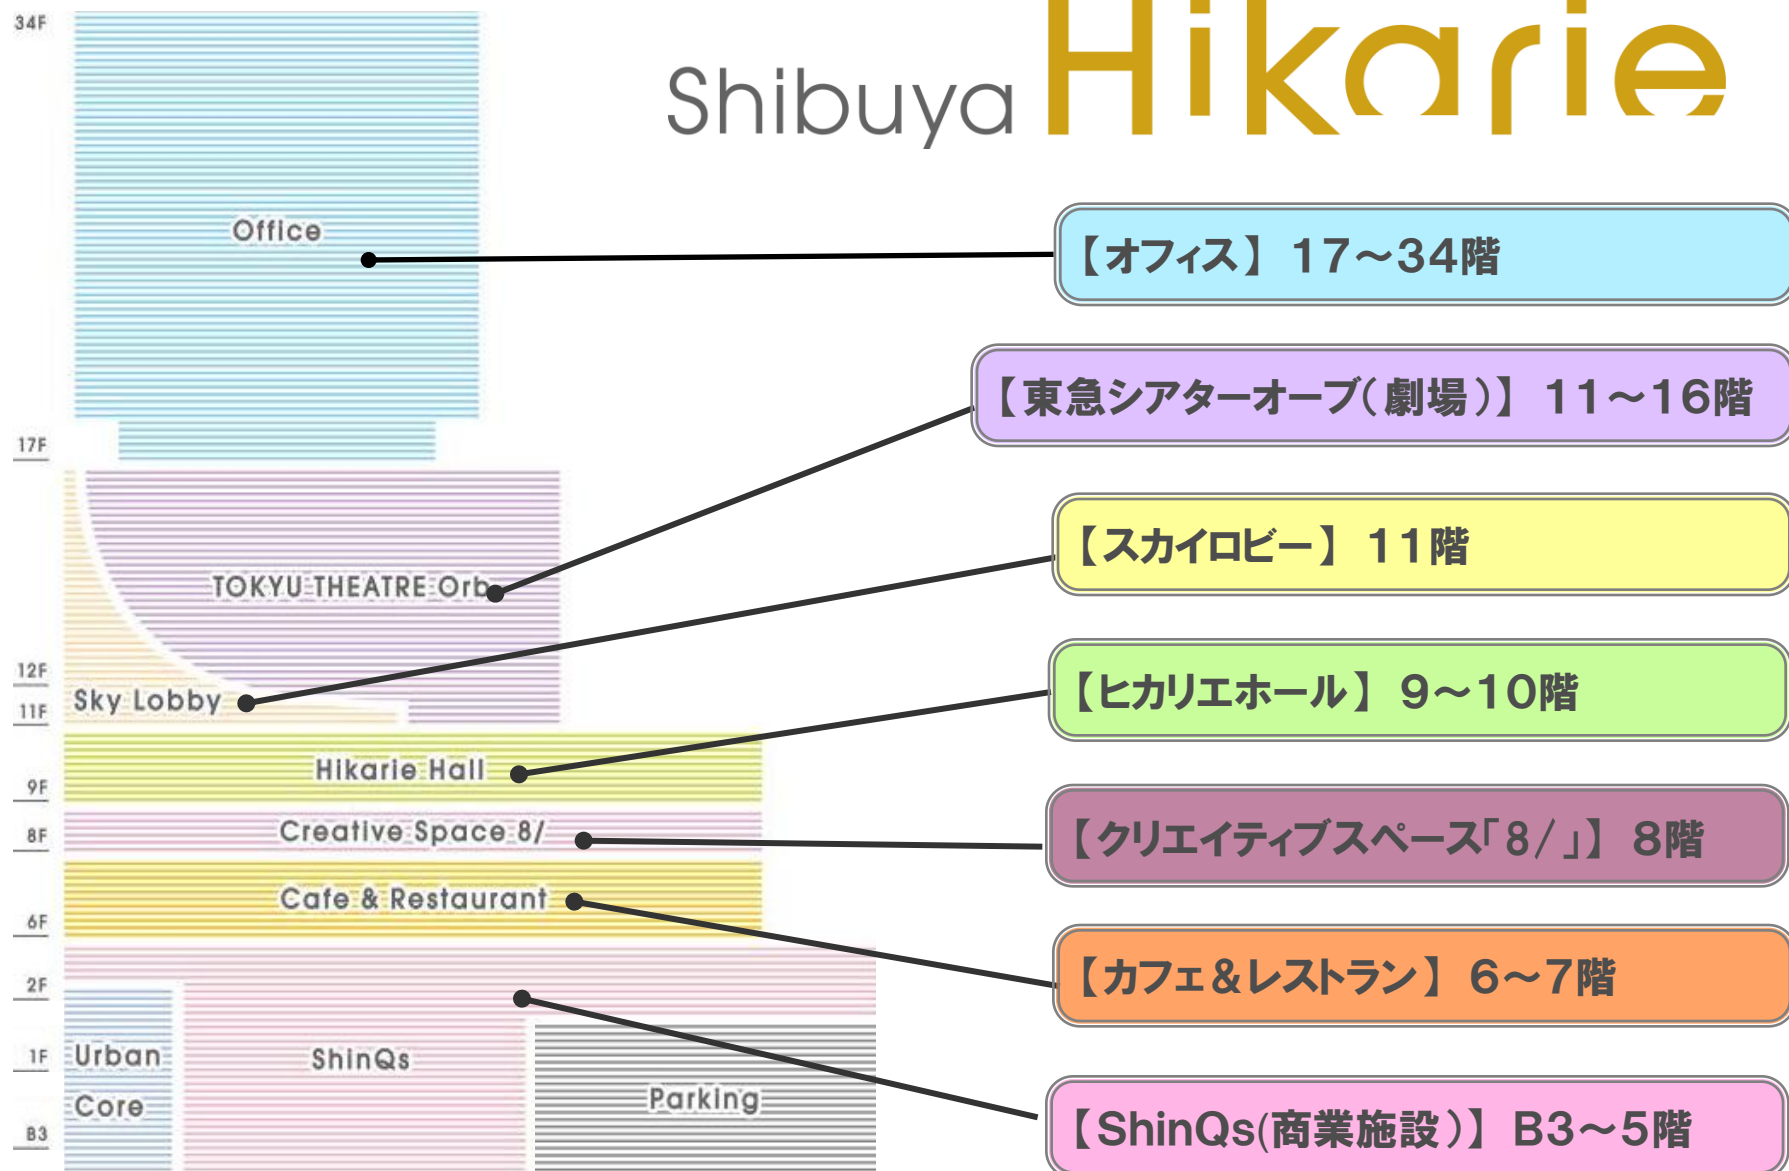 Shibuya Hikarie
34F
Office
【オフィス】 17～34階
17F
【東急シアターオーブ(劇場)】 11～16階
TOKYU THEATRE Orb
【スカイロビー】 11階
12F
Sky Lobby
11F
【ヒカリエホール】 9～10階
Hikarie Hall
9F
Creative Space 8/
8F
【クリエイティブスペース「8/」】 8階
Cafe & Restaurant
6F
【カフェ&レストラン】 6～7階
2F
1F
Urban
Core
ShinQs
Parking
B3
【ShinQs(商業施設)】 B3～5階